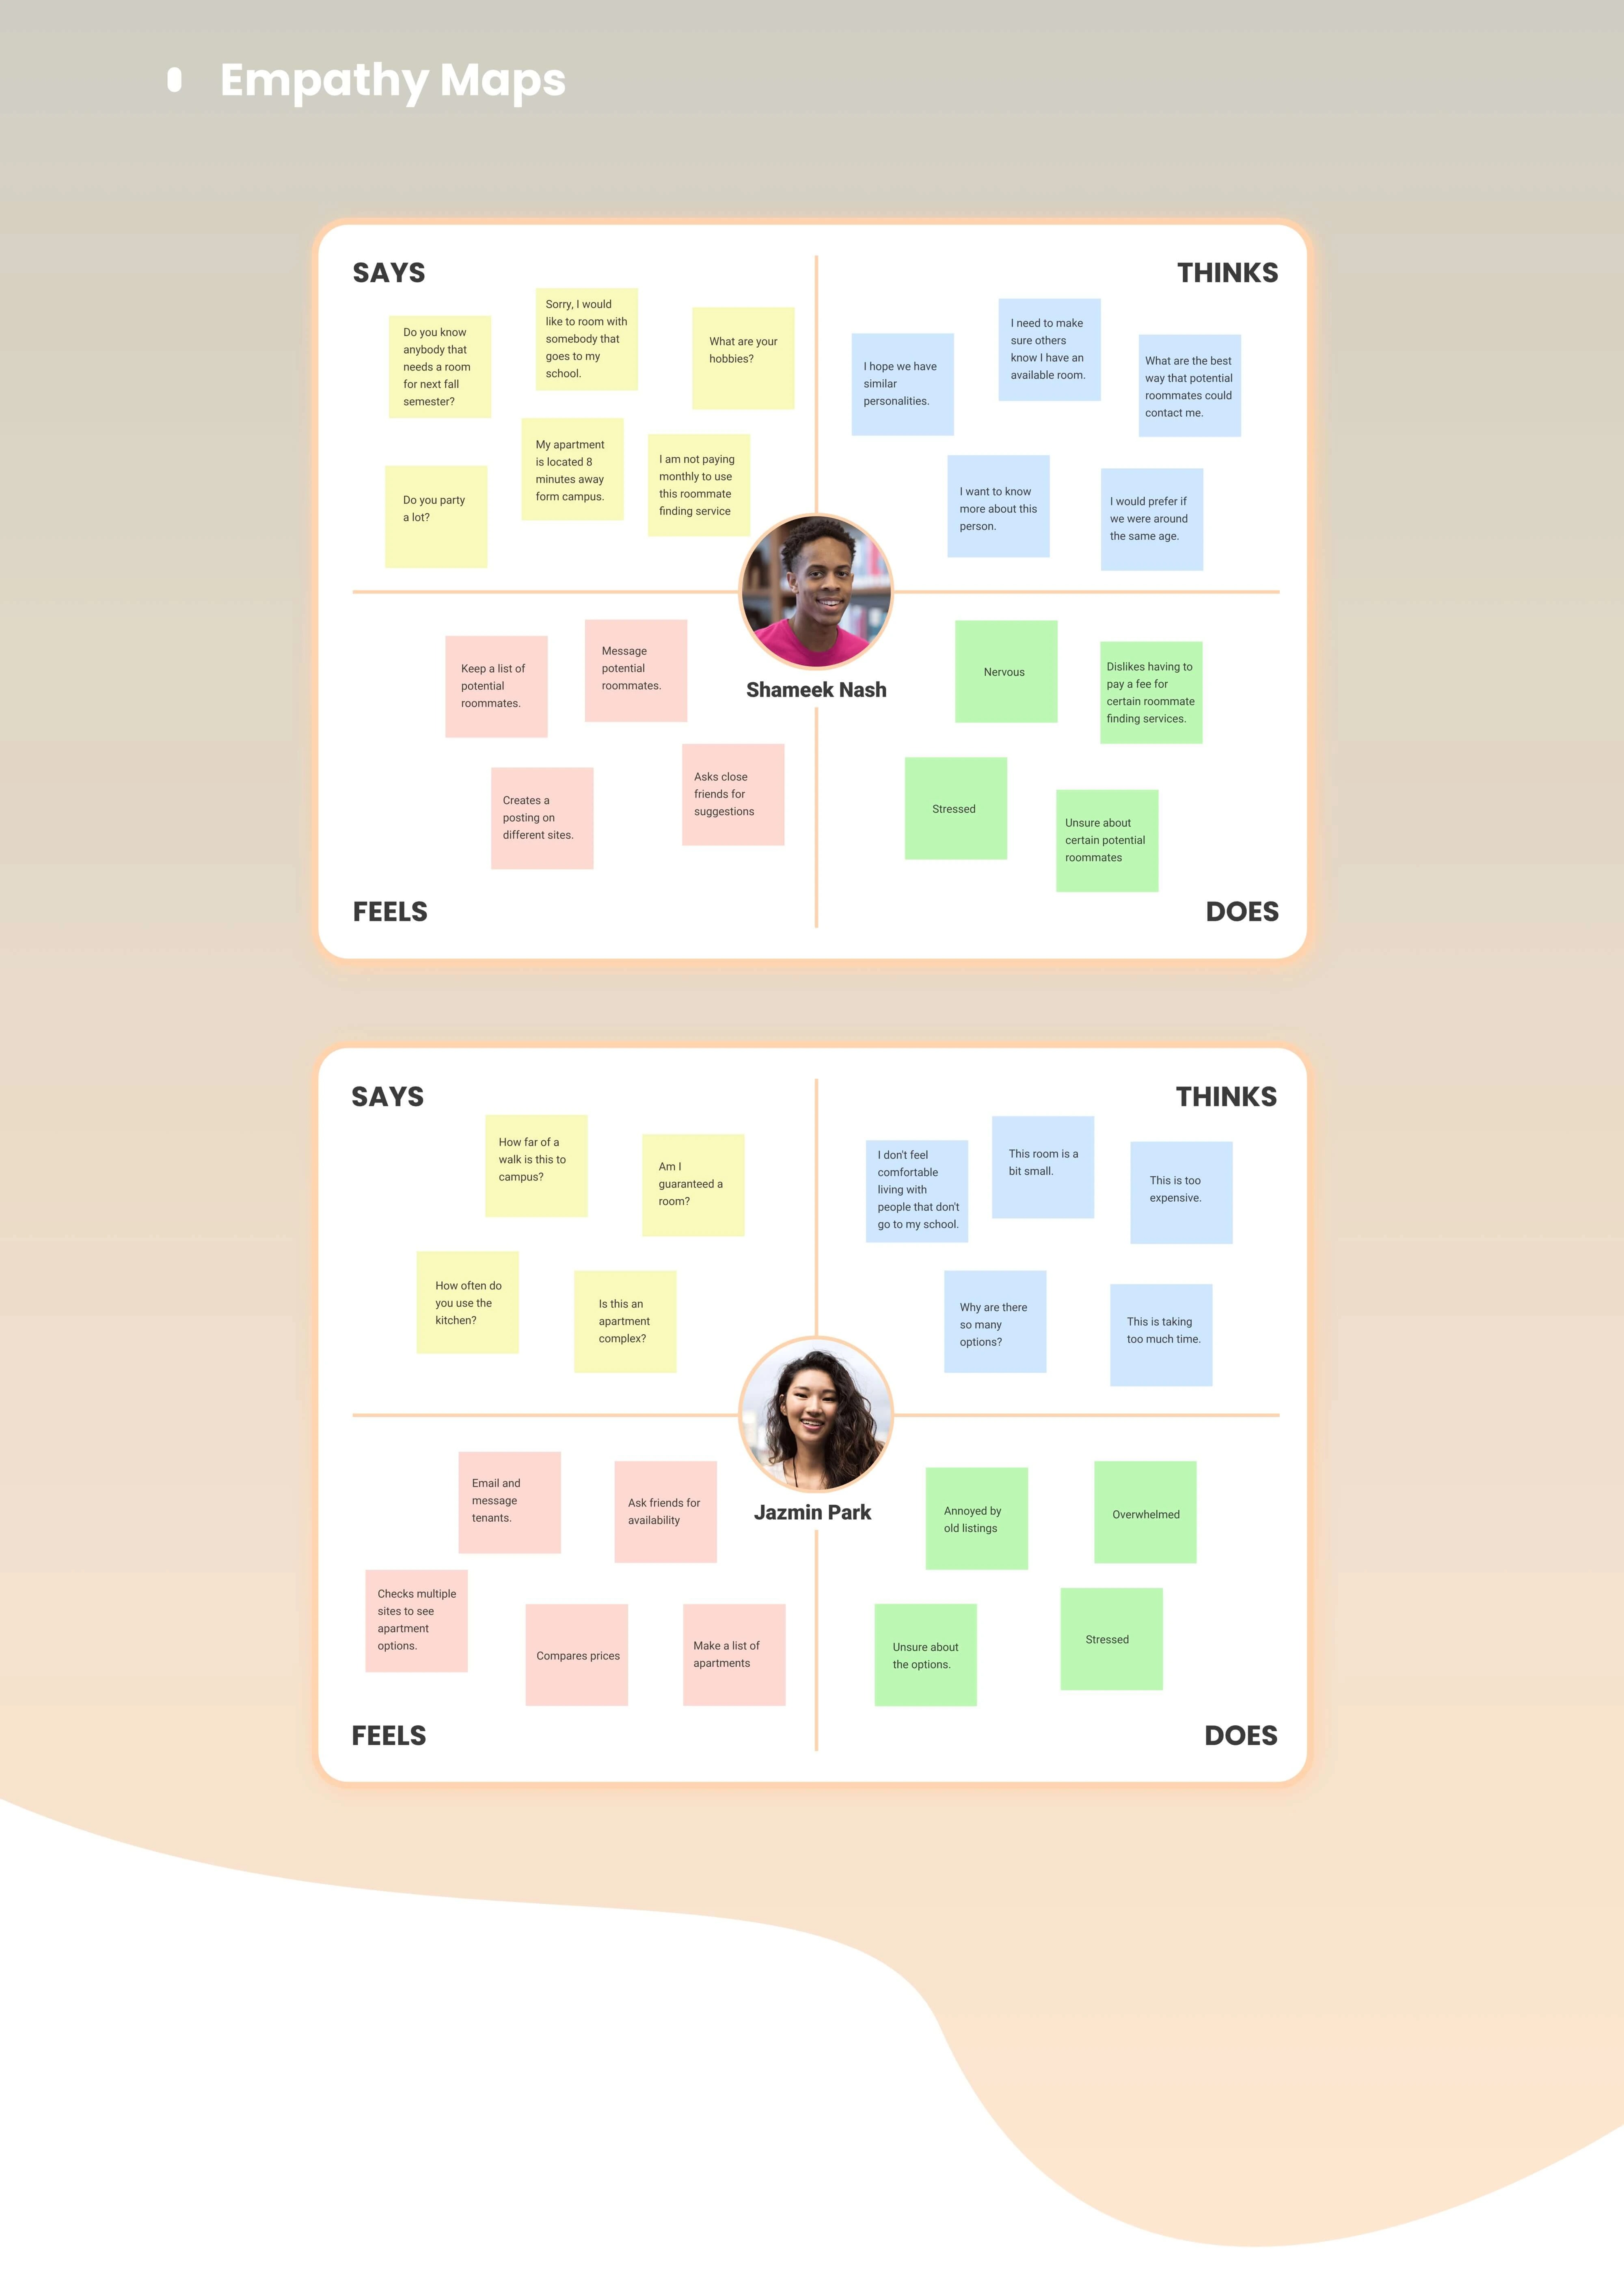 Empathy Maps
SAYS
Do you know
anybody that
needs a room
for next fall
semester?
Sorry, I would
like to room with
somebody that
goes to my
school.
What are your
hobbies?
Do you party
a lot?
My apartment
is located 8
minutes away
form campus.
I am not paying
monthly to use
this roommate
finding service
THINKS
I hope we have
similar
personalities.
I need to make
sure others
know I have an
available room.
What are the best
way that potential
roommates could
contact me.
I want to know
more about this
person.
I would prefer if
we were around
the same age.
Shameek Nash
Keep a list of
potential
roommates.
Message
potential
roommates.
Creates a
posting on
different sites.
Asks close
friends for
suggestions
FEELS
Nervous
Dislikes having to
pay a fee for
certain roommate
finding services.
Stressed
Unsure about
certain potential
roommates
DOES
SAYS
How far of a
walk is this to
campus?
Am I
guaranteed a
room?
How often do
you use the
kitchen?
Is this an
apartment
complex?
THINKS
I don't feel
comfortable
living with
people that don't
go to my school.
This room is a
bit small.
This is too
expensive.
Why are there
so many
options?
This is taking
too much time.
Jazmin Park
Email and
message
tenants.
Ask friends for
availability
Checks multiple
sites to see
apartment
options.
Compares prices
Make a list of
apartments
FEELS
Annoyed by
old listings
Overwhelmed
Unsure about
the options.
Stressed
DOES